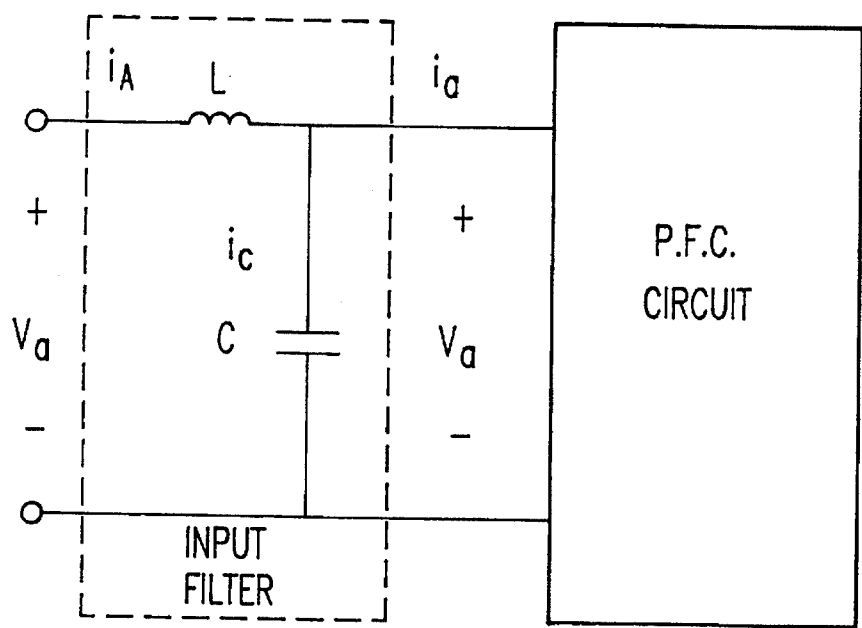 i_A L i_a
+ +
i_c
P.F.C.
CIRCUIT
V_a C V_a
- -
INPUT
FILTER